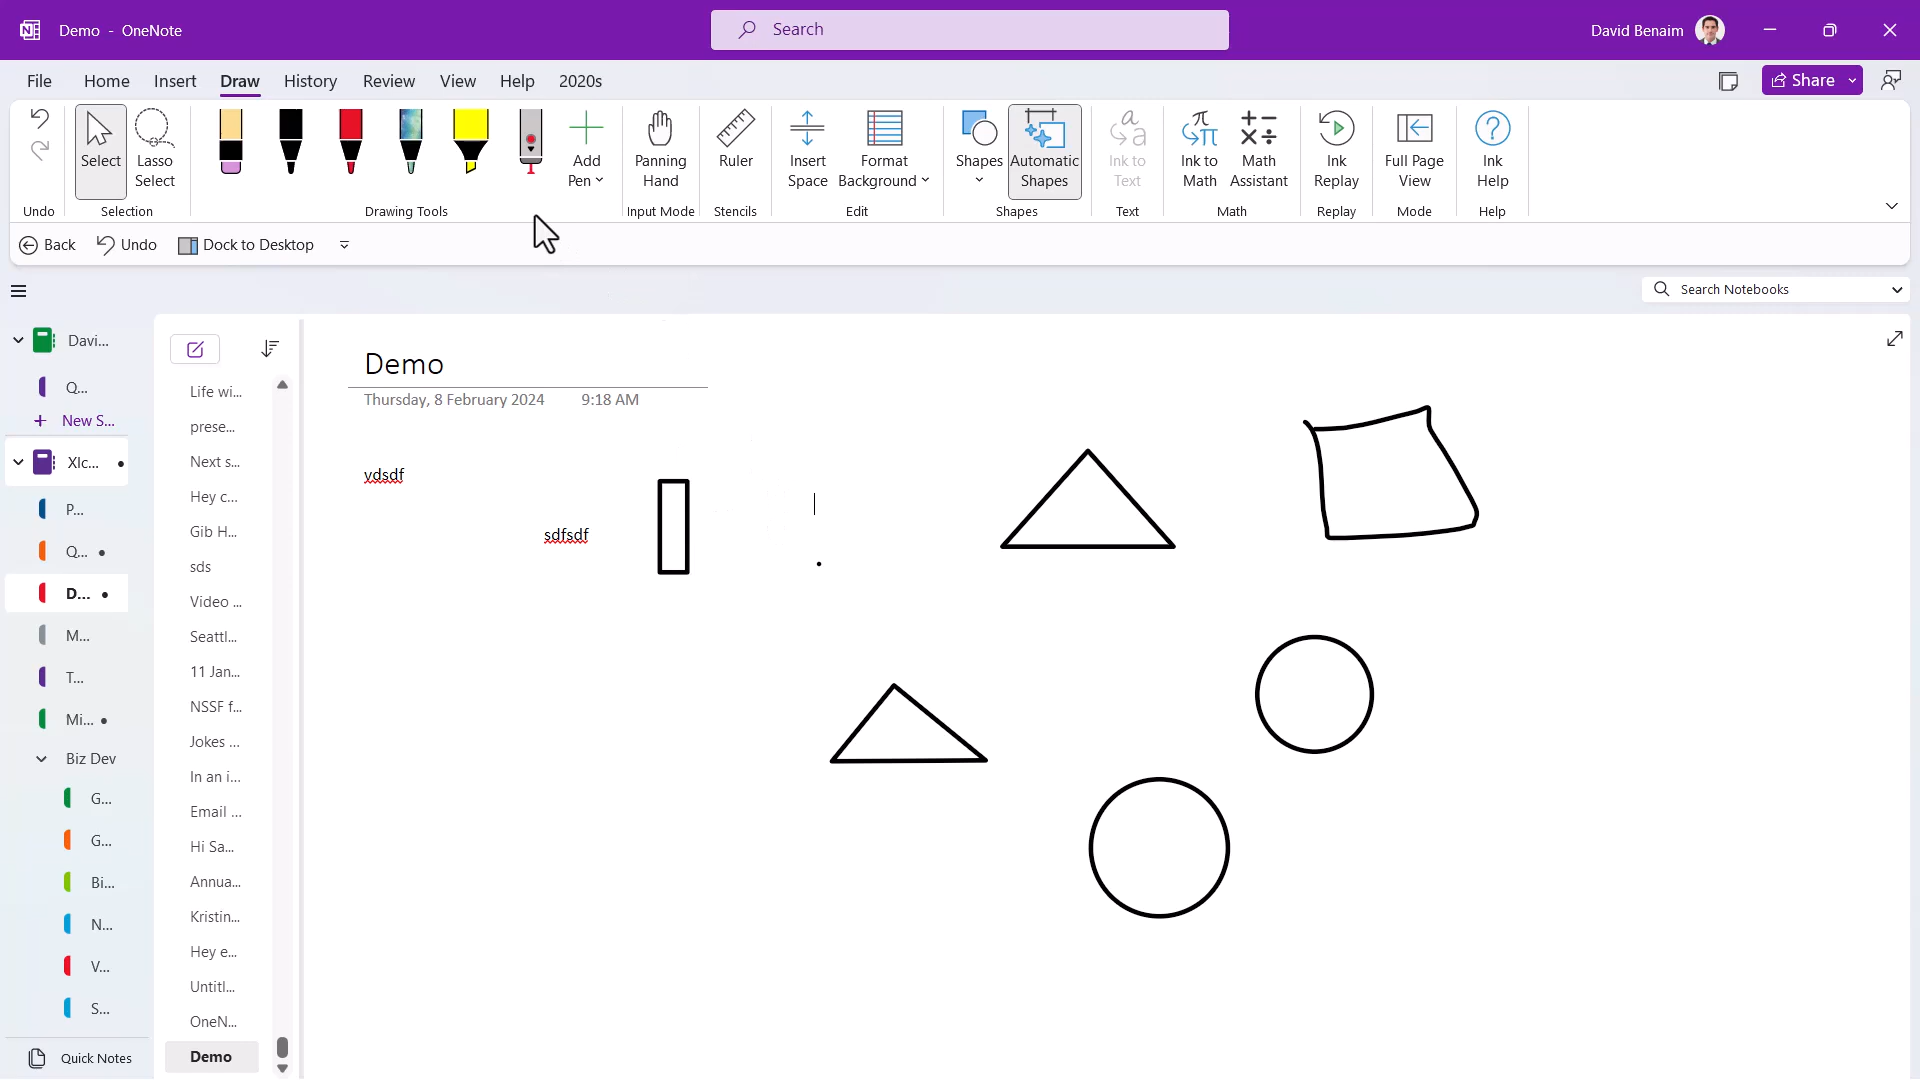 Demo - OneNote
Search
David Benaim
File Home Insert Draw History Review View Help 2020s
Share
Select
Lasso Select
Add Pen
Panning Hand
Ruler
Insert Space
Format Background
Shapes
Automatic Shapes
Ink to Text
Ink to Math
Math Assistant
Ink Replay
Full Page View
Ink Help
Undo Selection Drawing Tools Input Mode Stencils Edit Shapes Text Math Replay Mode Help
Back Undo Dock to Desktop
Search Notebooks
Davi...
Q...
New S...
Xlc...
P...
Q...
D...
M...
T...
Mi...
Biz Dev
G...
G...
Bi...
N...
V...
S...
Quick Notes
Life wi...
prese...
Next s...
Hey c...
Gib H...
sds
Video ...
Seattl...
11 Jan...
NSSF f...
Jokes ...
In an i...
Email ...
Hi Sa...
Annua...
Kristin...
Hey e...
Untitl...
OneN...
Demo
Demo
Thursday, 8 February 2024 9:18 AM
ydsdf
sdfsdf